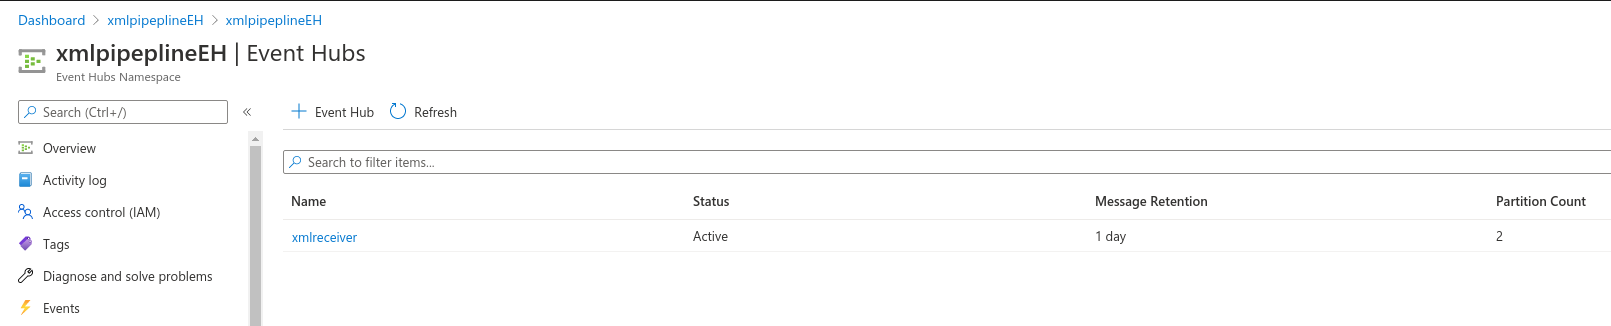 Dashboard > xmlpipeplineEH > xmlpipeplineEH
xmlpipeplineEH | Event Hubs
Event Hubs Namespace
Search (Ctrl+/) «
+ Event Hub Refresh
Overview
Search to filter items...
Activity log
Name Status Message Retention Partition Count
Access control (IAM)
xmlreceiver Active 1 day 2
Tags
Diagnose and solve problems
Events